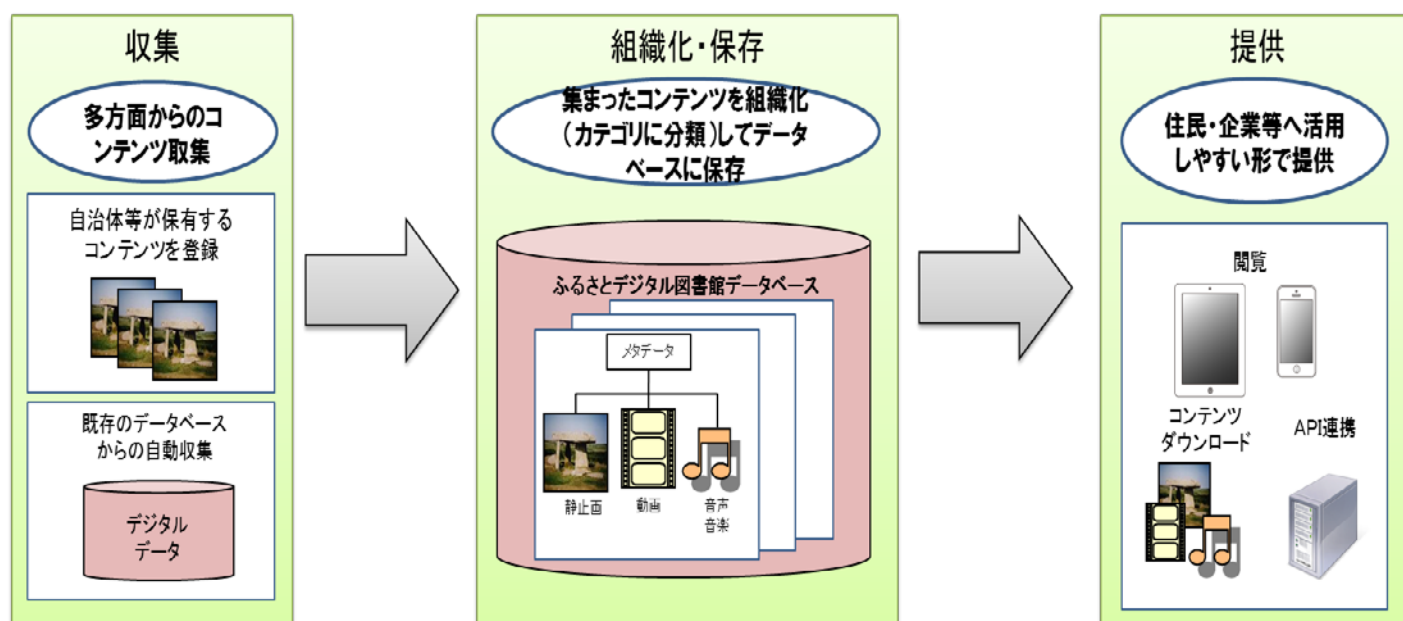 収集
多方面からのコ
ンテンツ取集
自治体等が保有する
コンテンツを登録
既存のデータベース
からの自動収集
デジタル
データ
組織化・保存
集まったコンテンツを組織化
(カテゴリに分類)してデータ
ベースに保存
ふるさとデジタル図書館データベース
メタデータ
静止画
動画
音声
音楽
提供
住民・企業等へ活用
しやすい形で提供
閲覧
コンテンツ
ダウンロード
API連携